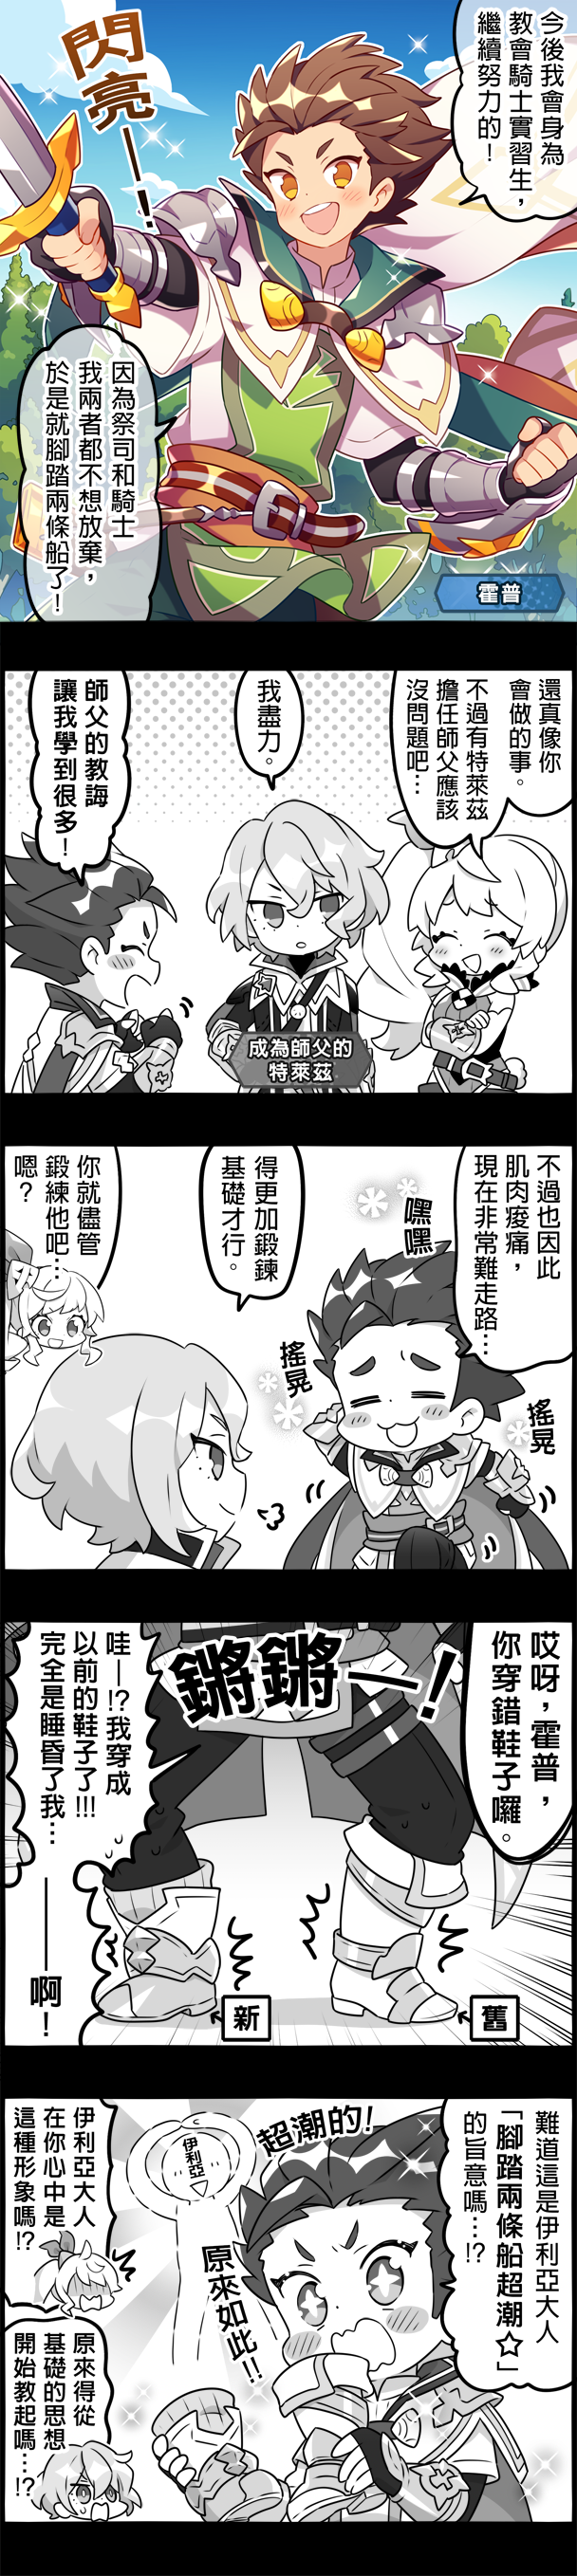 今後我會身為
教會騎士實習生，
繼續努力的！
閃亮——！
因為祭司和騎士
我兩者都不想放棄，
於是就腳踏兩條船了！
霍普
還真像你
會做的事。
不過有特萊茲
擔任師父應該
沒問題吧…
我盡力。
師父的教誨
讓我學到很多！
成為師父的
特萊茲
不過也因此
肌肉痠痛，
現在非常難走路…
嘿嘿
搖晃
搖晃
得更加鍛鍊
基礎才行。
你就儘管
鍛練他吧…
嗯？
哎呀，霍普，
你穿錯鞋子囉。
鏘鏘—！
哇—!?我穿成
以前的鞋子了!!!
完全是睡昏了我…
——啊！
新
舊
難道這是伊利亞大人
「腳踏兩條船超潮☆」
的旨意嗎…!?
超潮的!
伊利亞
原來如此!!
伊利亞大人
在你心中是
這種形象嗎!?
原來得從
基礎的思想
開始教起嗎…!?